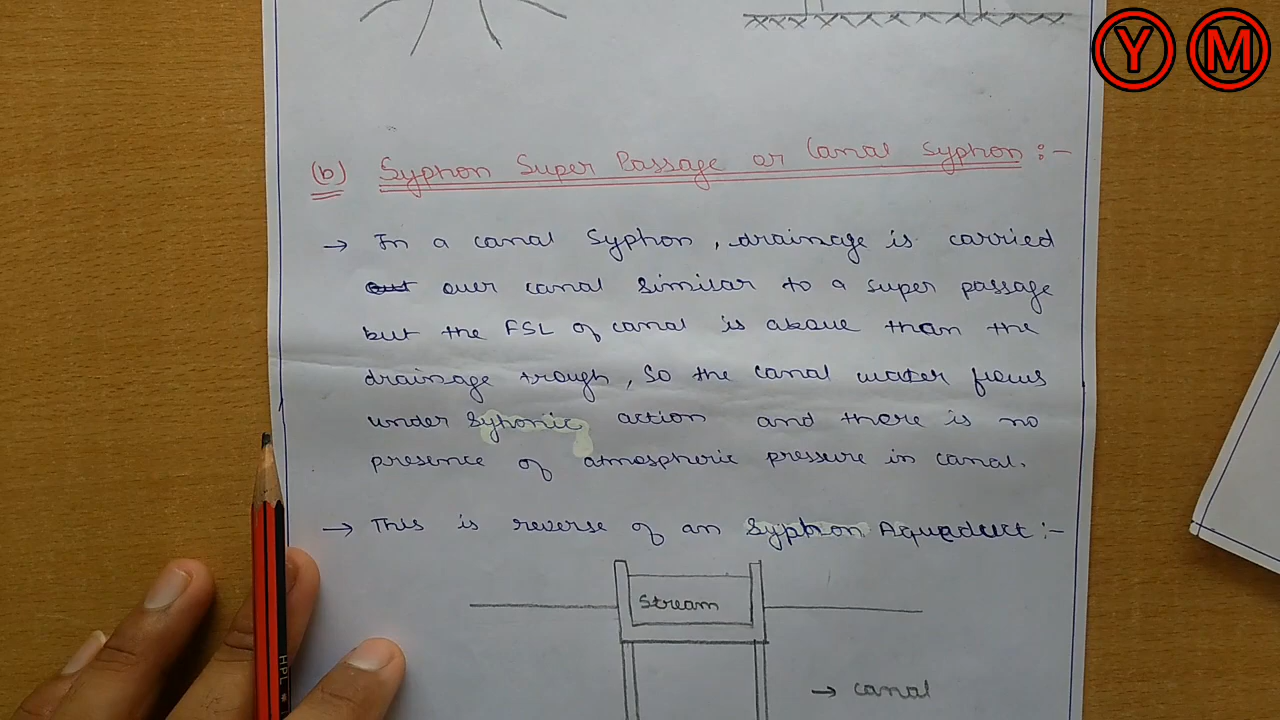 Y M
(b) Syphon Super Passage or Canal Syphon :-
→ In a canal Syphon, drainage is carried
out over canal similar to a super passage
but the FSL of canal is above than the
drainage trough, So the canal water flows
under Syhonic action and there is no
presence of atmospheric pressure in canal.
→ This is reverse of an Syphon Aqueduct :-
Stream
→ canal
HPL